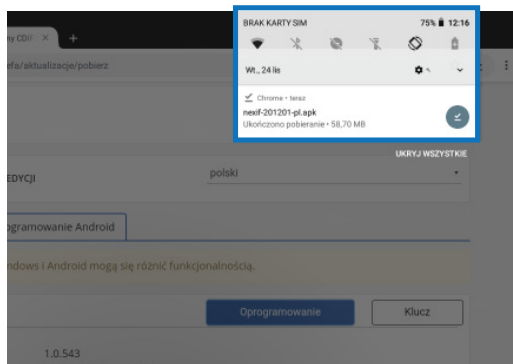 BRAK KARTY SIM 75% 12:16
ny CDIF × +
efa/aktualizacje/pobierz
Wt., 24 lis
Chrome • teraz
nexif-201201-pl.apk
Ukończono pobieranie • 58,70 MB
UKRYJ WSZYSTKIE
EDYCJI polski
ogramowanie Android
ndows i Android mogą się różnić funkcjonalnością.
Oprogramowanie Klucz
1.0.543